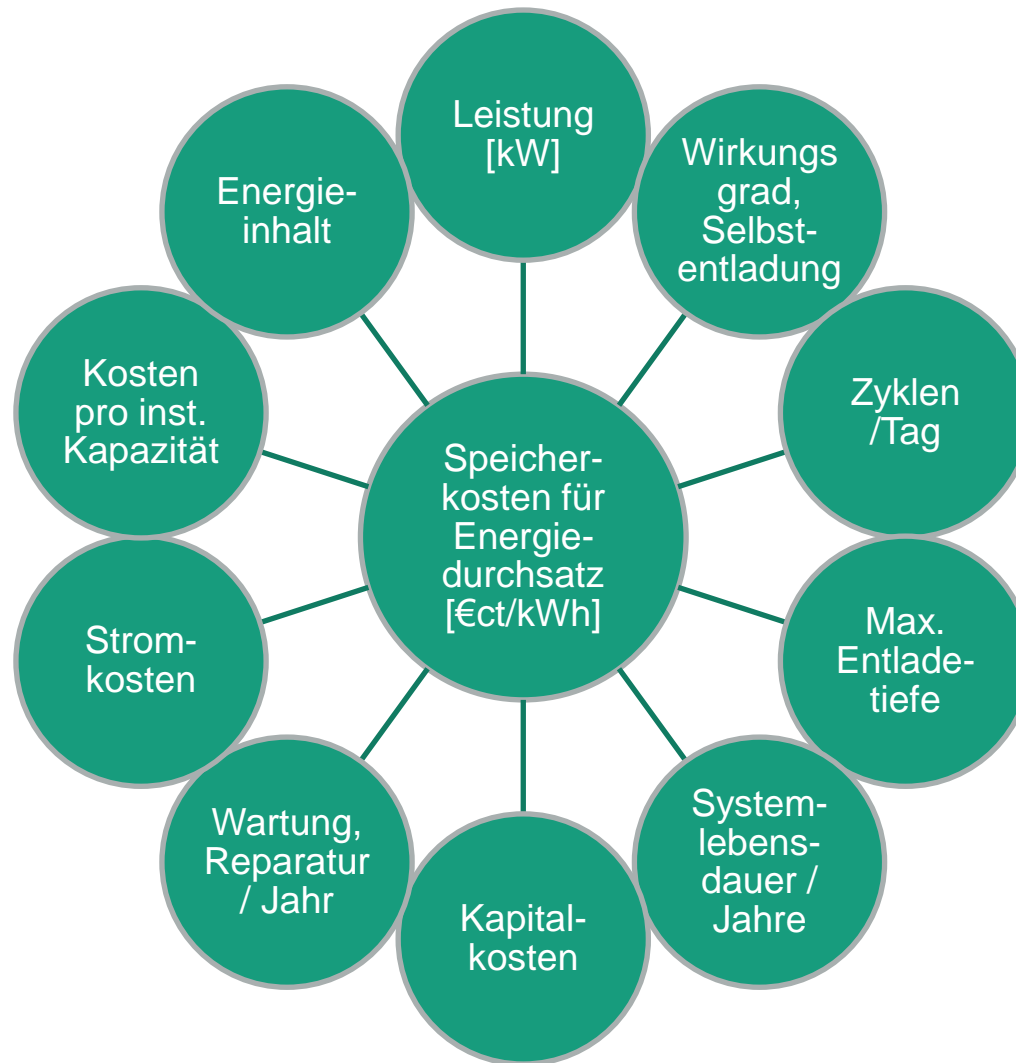 Leistung
[kW]
Wirkungs
grad,
Selbst-
entladung
Zyklen
/Tag
Max.
Entlade-
tiefe
System-
lebens-
dauer /
Jahre
Kapital-
kosten
Wartung,
Reparatur
/ Jahr
Strom-
kosten
Kosten
pro inst.
Kapazität
Energie-
inhalt
Speicher-
kosten für
Energie-
durchsatz
[€ct/kWh]